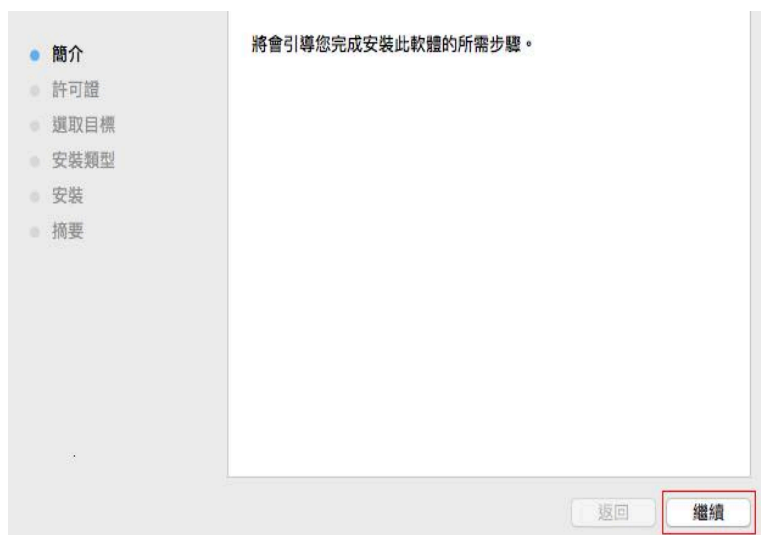 簡介
許可證
選取目標
安裝類型
安裝
摘要
將會引導您完成安裝此軟體的所需步驟。
返回
繼續